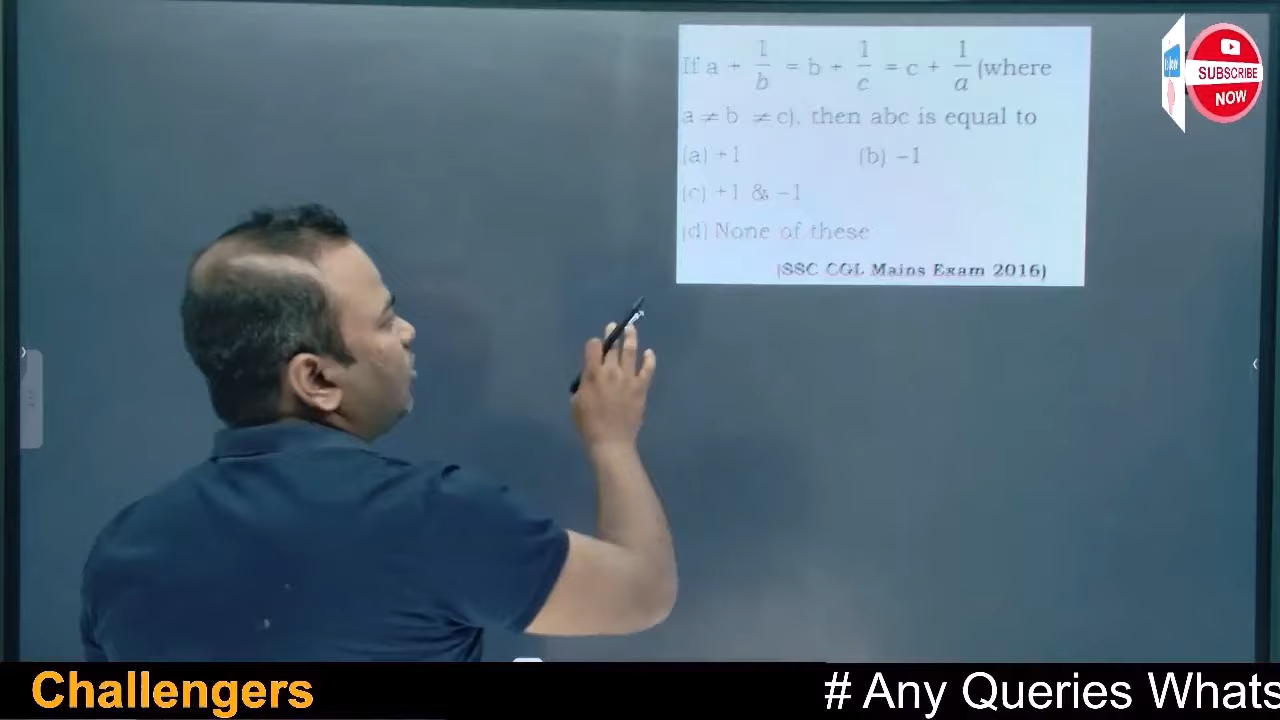 If a + 1/b = b + 1/c = c + 1/a (where
a ≠ b ≠ c), then abc is equal to
(a) +1 (b) -1
(c) +1 & -1
(d) None of these
(SSC CGL Mains Exam 2016)
SUBSCRIBE
NOW
Challengers
# Any Queries Whats